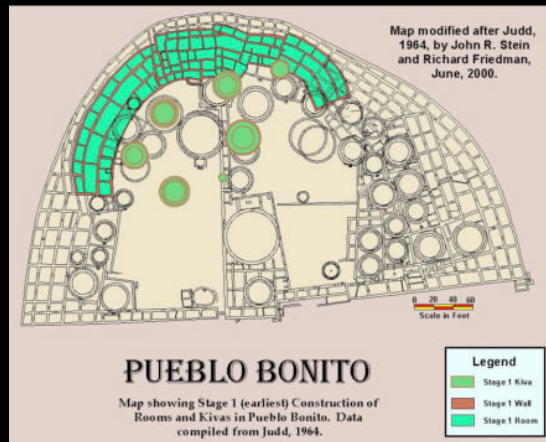 Map modified after Judd,
1964, by John R. Stein
and Richard Friedman,
June, 2000.
0 20 40 60
Scale in Feet
PUEBLO BONITO
Map showing Stage 1 (earliest) Construction of
Rooms and Kivas in Pueblo Bonito. Data
compiled from Judd, 1964.
Legend
Stage 1 Kiva
Stage 1 Wall
Stage 1 Room